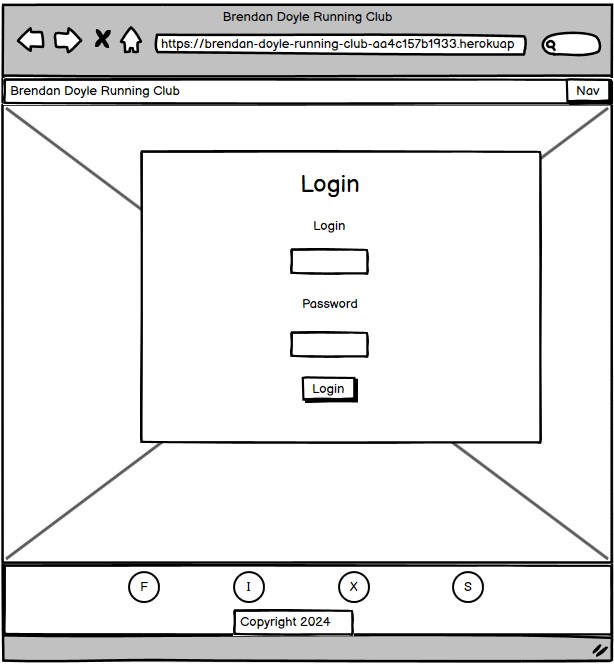 Brendan Doyle Running Club
https://brendan-doyle-running-club-aa4c157b1933.herokuap
Brendan Doyle Running Club Nav
Login
Login
Password
Login
F I X S
Copyright 2024